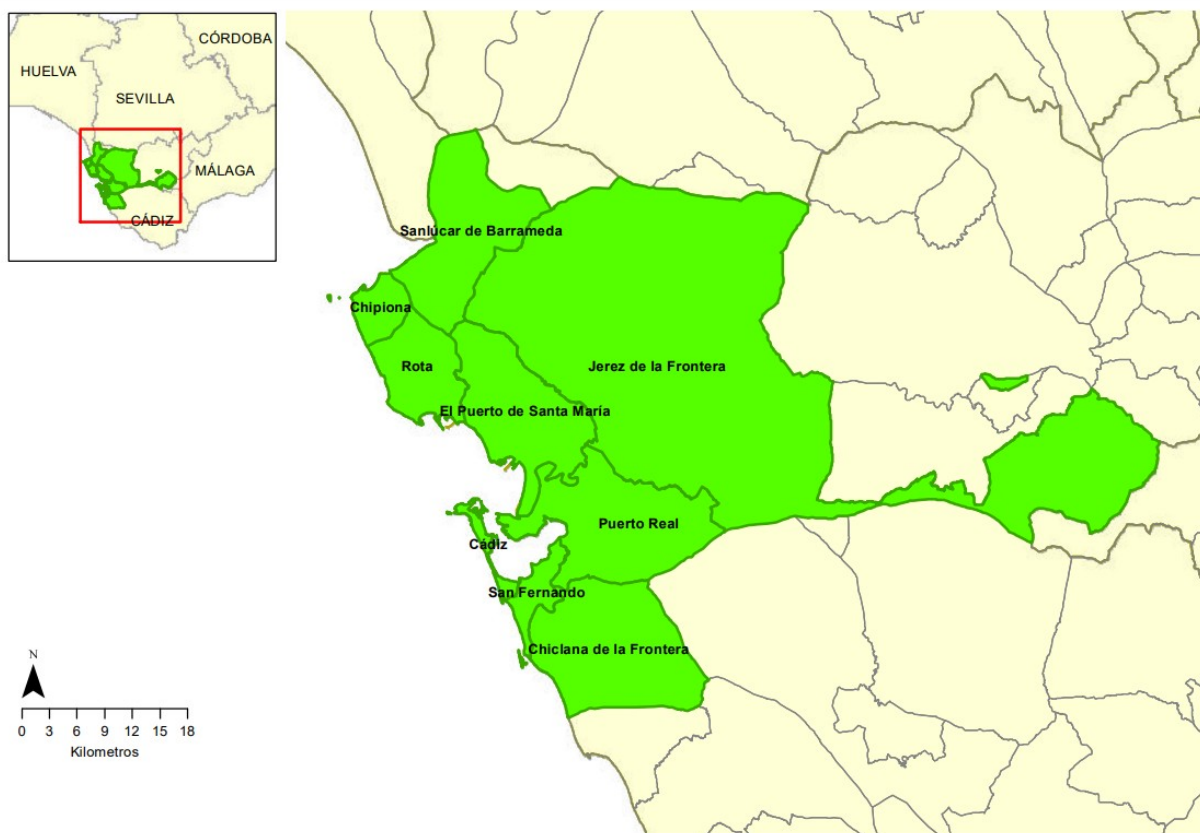 CÓRDOBA
HUELVA
SEVILLA
MÁLAGA
CÁDIZ
Sanlúcar de Barrameda
Chipiona
Rota
Jerez de la Frontera
El Puerto de Santa María
Puerto Real
Cádiz
San Fernando
Chiclana de la Frontera
N
0 3 6 9 12 15 18
Kilometros